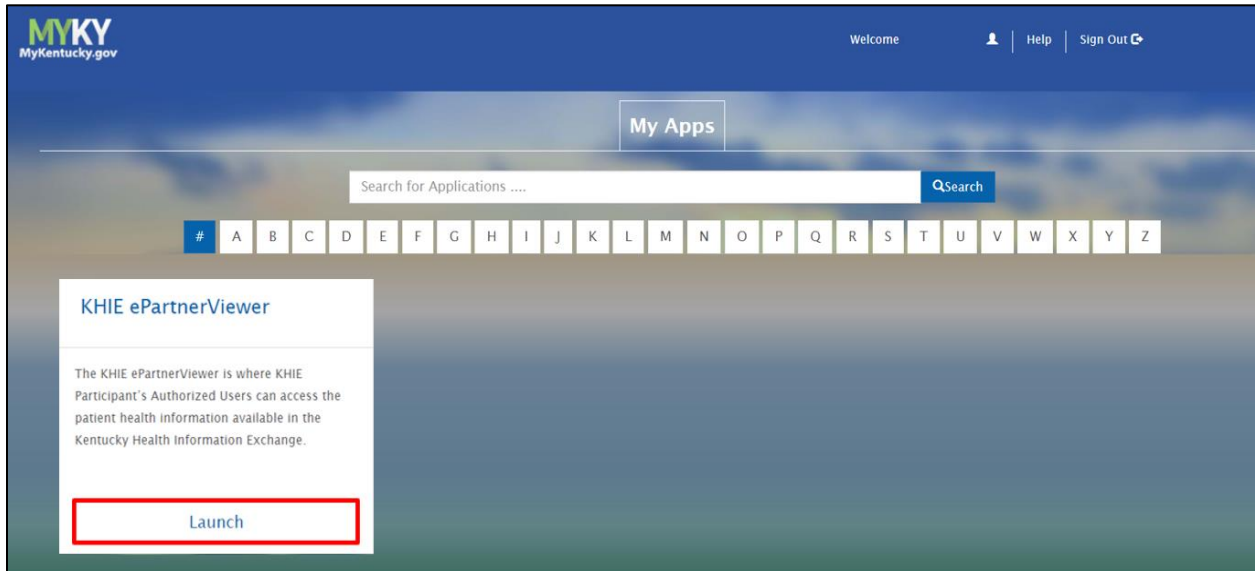 MYKY
MyKentucky.gov
Welcome
Help
Sign Out
My Apps
Search for Applications ....
Search
# A B C D E F G H I J K L M N O P Q R S T U V W X Y Z
KHIE ePartnerViewer
The KHIE ePartnerViewer is where KHIE
Participant's Authorized Users can access the
patient health information available in the
Kentucky Health Information Exchange.
Launch